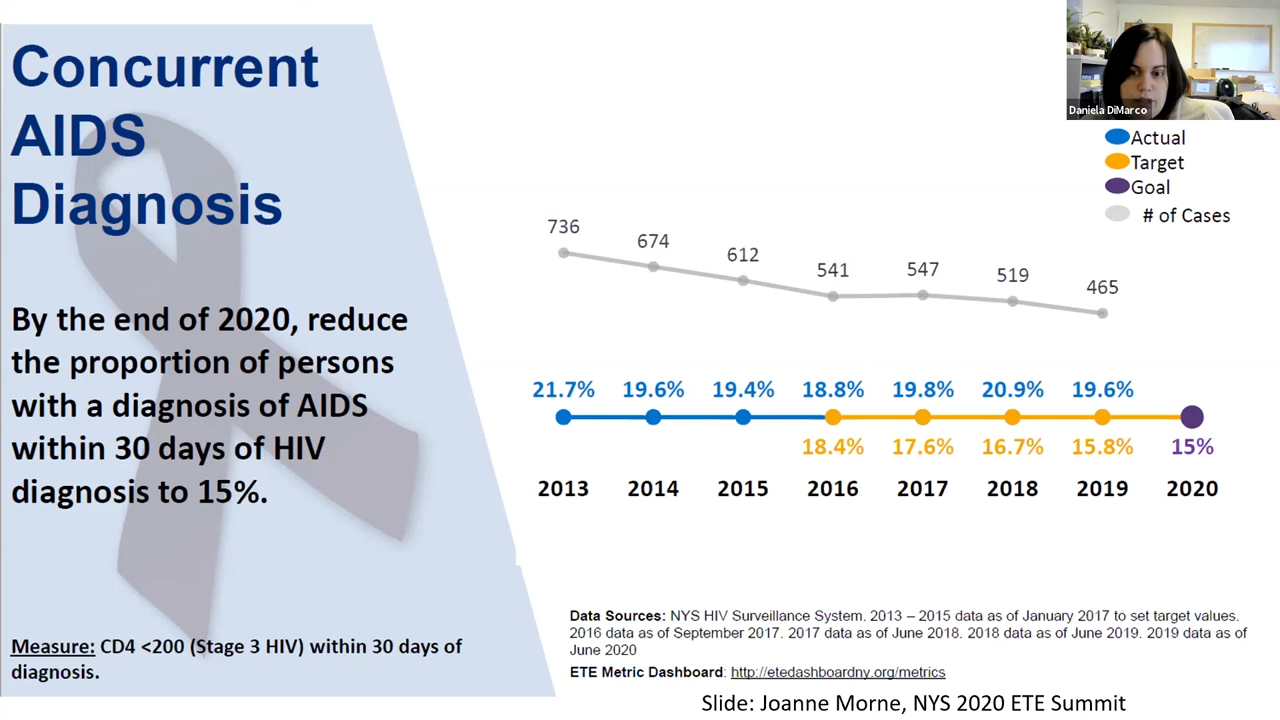 Concurrent
AIDS
Diagnosis
By the end of 2020, reduce
the proportion of persons
with a diagnosis of AIDS
within 30 days of HIV
diagnosis to 15%.
Measure: CD4 <200 (Stage 3 HIV) within 30 days of
diagnosis.
Daniela DiMarco
Actual
Target
Goal
# of Cases
736 674 612 541 547 519 465
21.7% 19.6% 19.4% 18.8% 19.8% 20.9% 19.6%
18.4% 17.6% 16.7% 15.8% 15%
2013 2014 2015 2016 2017 2018 2019 2020
Data Sources: NYS HIV Surveillance System. 2013 – 2015 data as of January 2017 to set target values.
2016 data as of September 2017. 2017 data as of June 2018. 2018 data as of June 2019. 2019 data as of
June 2020
ETE Metric Dashboard: http://etedashboardny.org/metrics
Slide: Joanne Morne, NYS 2020 ETE Summit